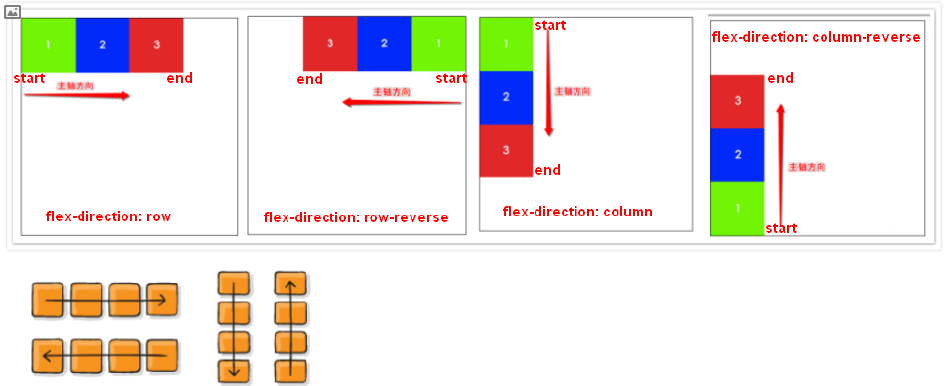 1 2 3
start
end
主轴方向
flex-direction: row
3 2 1
end
start
主轴方向
flex-direction: row-reverse
start
1
2
3
主轴方向
end
flex-direction: column
flex-direction: column-reverse
end
3
2
1
主轴方向
start